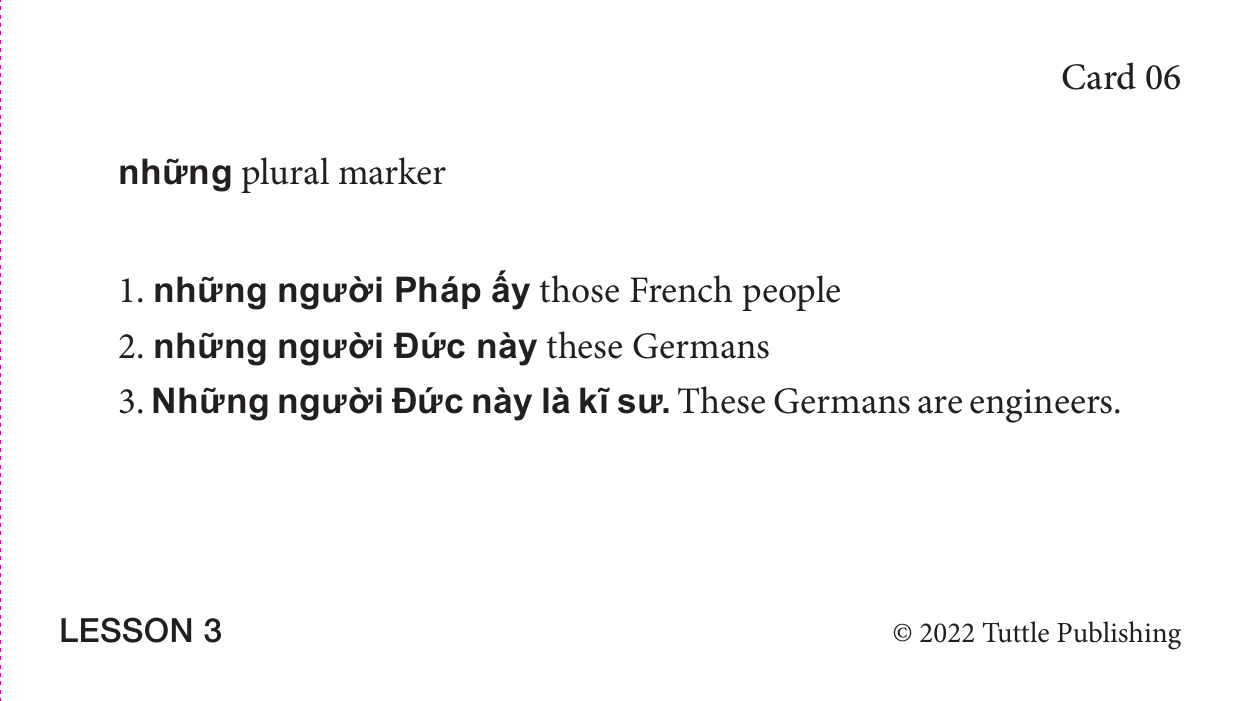 Card 06
những plural marker
1. những người Pháp ấy those French people
2. những người Đức này these Germans
3. Những người Đức này là kĩ sư. These Germans are engineers.
LESSON 3
© 2022 Tuttle Publishing